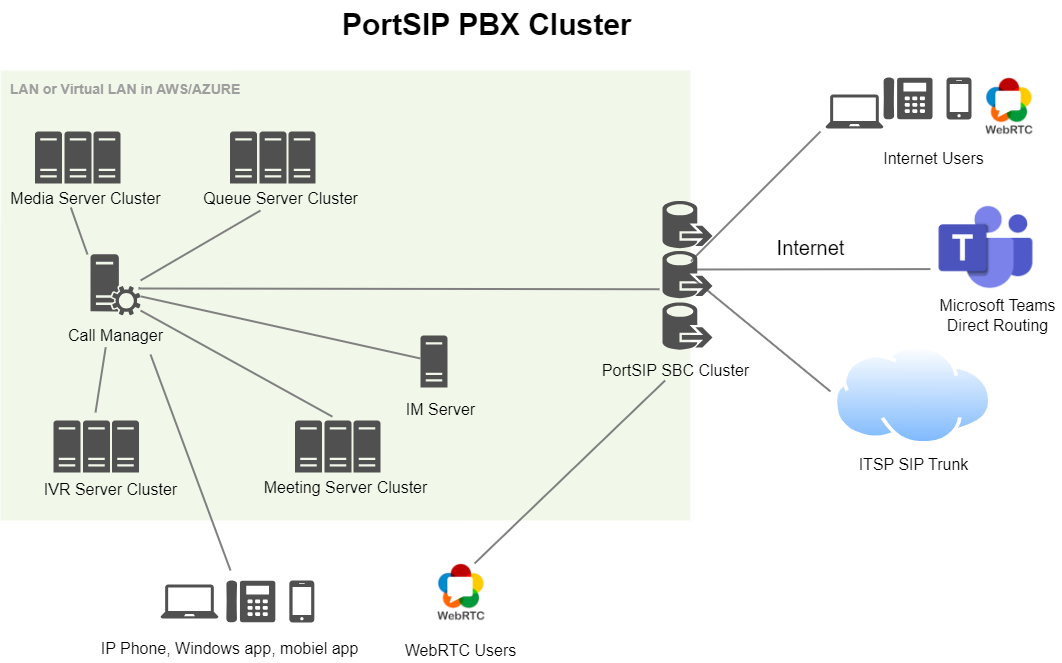 PortSIP PBX Cluster
LAN or Virtual LAN in AWS/AZURE
Media Server Cluster
Queue Server Cluster
WebRTC
Internet Users
Internet
T
Microsoft Teams
Direct Routing
Call Manager
PortSIP SBC Cluster
IM Server
ITSP SIP Trunk
IVR Server Cluster
Meeting Server Cluster
WebRTC
IP Phone, Windows app, mobiel app
WebRTC Users